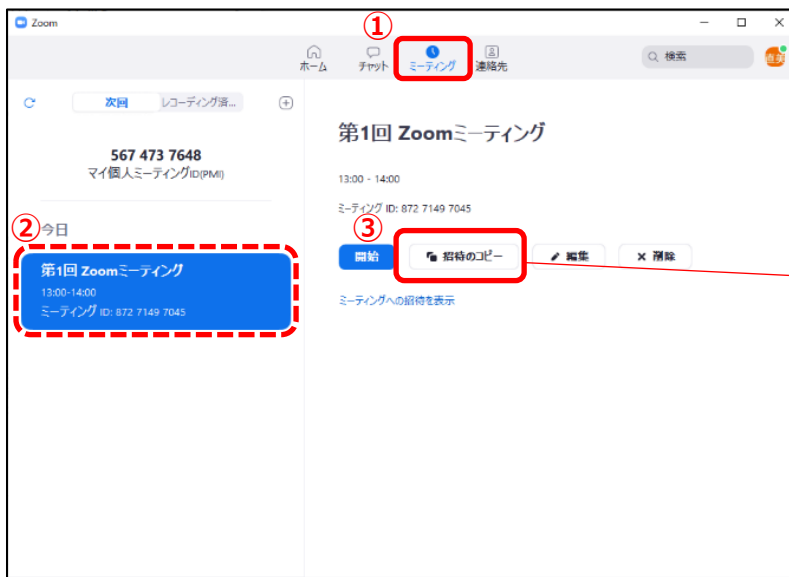 Zoom
①
ホーム
チャット
ミーティング
連絡先
検索
直美
次回
レコーディング済...
567 473 7648
マイ個人ミーティングID(PMI)
②
今日
第1回 Zoomミーティング
13:00-14:00
ミーティング ID: 872 7149 7045
第1回 Zoomミーティング
13:00 - 14:00
ミーティング ID: 872 7149 7045
③
開始
招待のコピー
編集
削除
ミーティングへの招待を表示